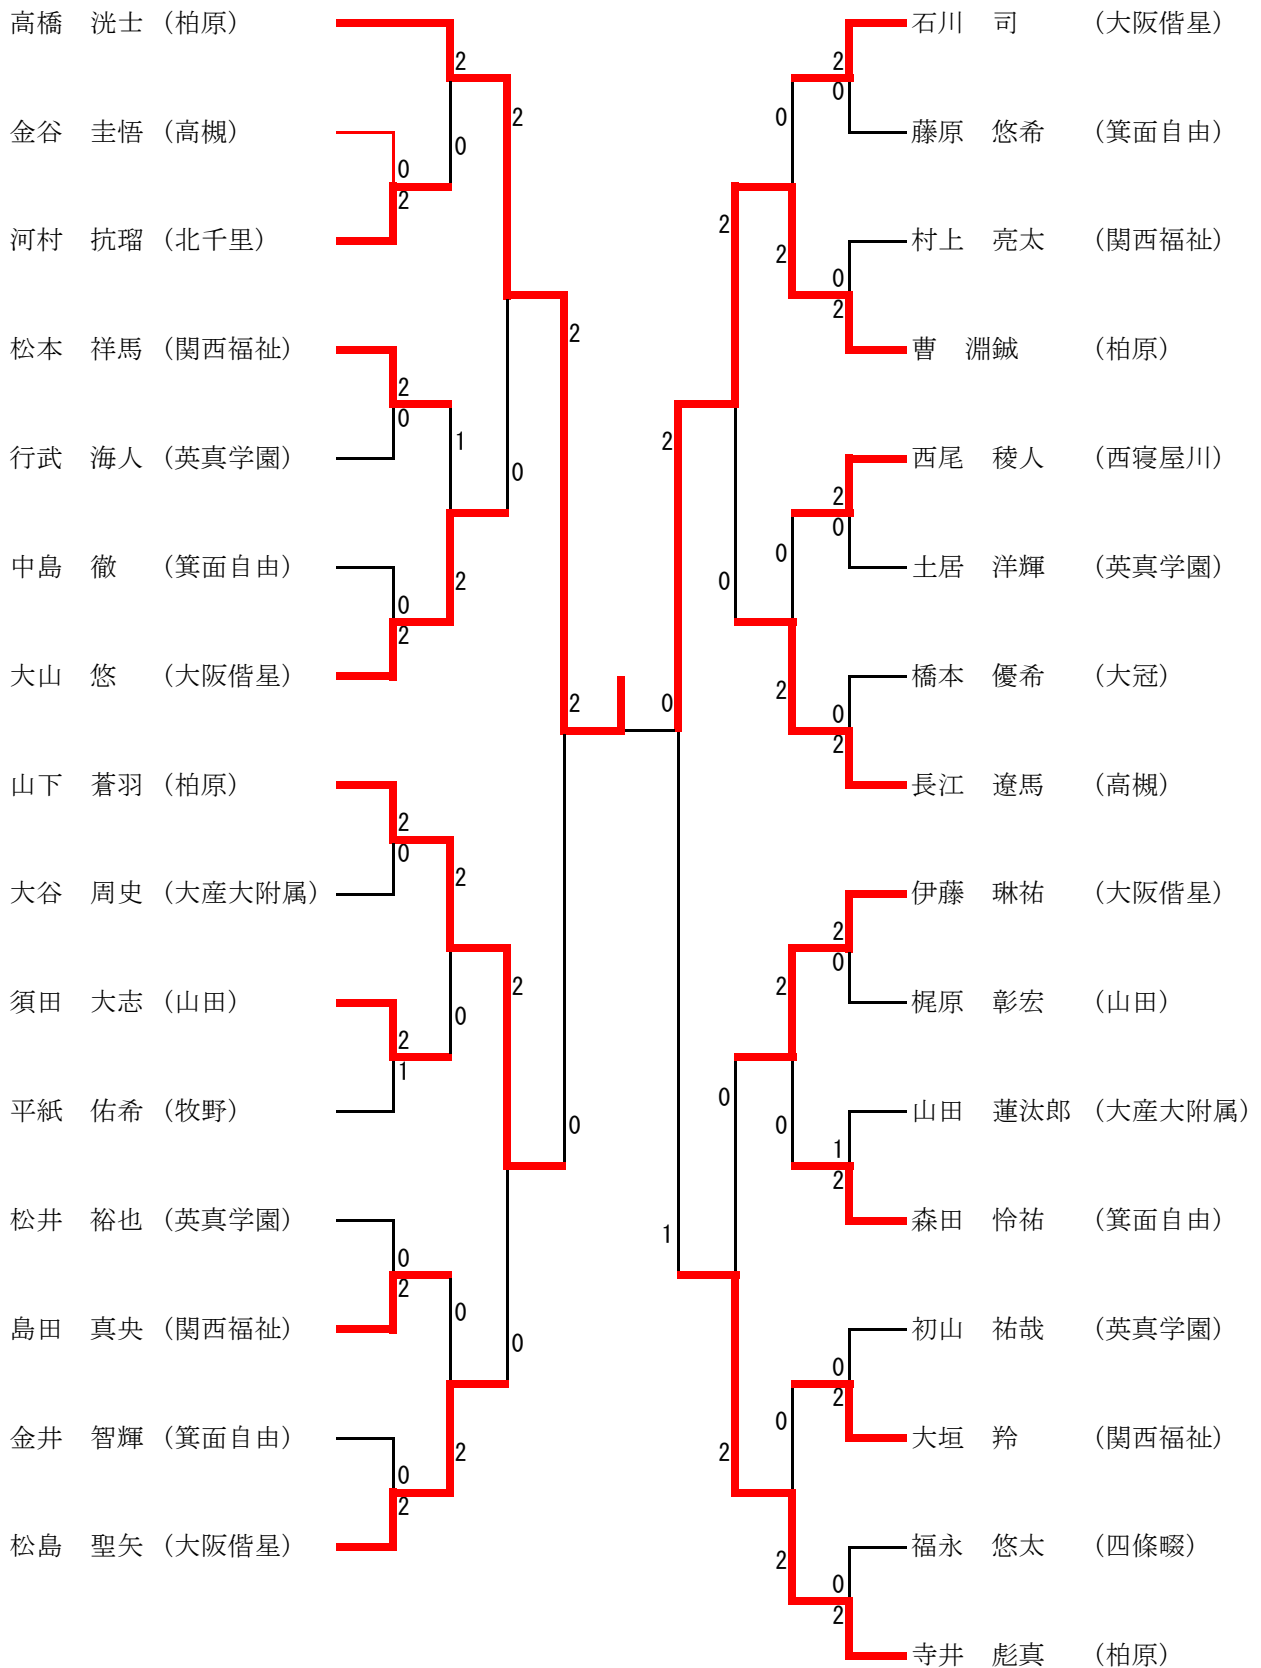 高橋 洸士 (柏原)
金谷 圭悟 (高槻)
河村 抗瑠 (北千里)
松本 祥馬 (関西福祉)
行武 海人 (英真学園)
中島 徹 (箕面自由)
大山 悠 (大阪偕星)
山下 蒼羽 (柏原)
大谷 周史 (大産大附属)
須田 大志 (山田)
平紙 佑希 (牧野)
松井 裕也 (英真学園)
島田 真央 (関西福祉)
金井 智輝 (箕面自由)
松島 聖矢 (大阪偕星)
0
2
2
0
0
2
2
0
2
1
0
2
0
2
2
0
1
2
2
0
0
2
2
0
2
0
2
0
2
0
2
1
2
0
0
2
0
2
0
2
2
0
0
2
2
0
0
2
2
0
0
2
2
0
1
2
0
2
0
2
石川 司 (大阪偕星)
藤原 悠希 (箕面自由)
村上 亮太 (関西福祉)
曹 淵鉞 (柏原)
西尾 稜人 (西寝屋川)
土居 洋輝 (英真学園)
橋本 優希 (大冠)
長江 遼馬 (高槻)
伊藤 琳祐 (大阪偕星)
梶原 彰宏 (山田)
山田 蓮汰郎 (大産大附属)
森田 怜祐 (箕面自由)
初山 祐哉 (英真学園)
大垣 羚 (関西福祉)
福永 悠太 (四條畷)
寺井 彪真 (柏原)